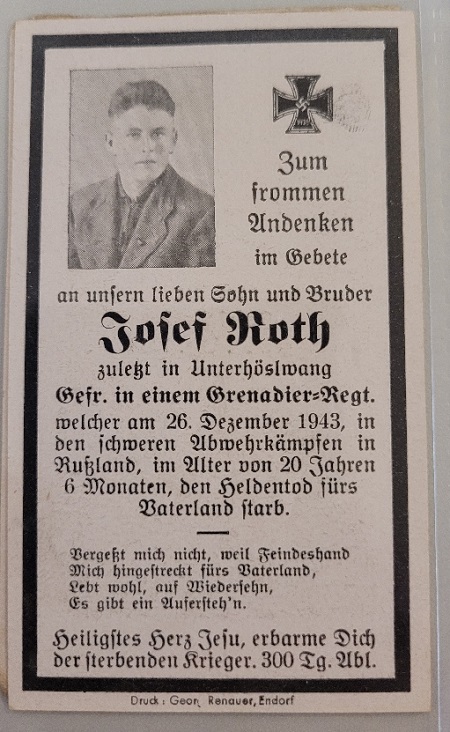 Zum
frommen
Andenken
im Gebete
an unsern lieben Sohn und Bruder
Josef Roth
zuletzt in Unterhöslwang
Gefr. in einem Grenadier-Regt.
welcher am 26. Dezember 1943, in
den schweren Abwehrkämpfen in
Rußland, im Alter von 20 Jahren
6 Monaten, den Heldentod fürs
Vaterland starb.
Vergeßt mich nicht, weil Feindeshand
Mich hingestreckt fürs Vaterland,
Lebt wohl, auf Wiedersehn,
Es gibt ein Aufersteh'n.
Heiligstes Herz Jesu, erbarme Dich
der sterbenden Krieger. 300 Tg. Abl.
Druck: Georg Renauer, Endorf